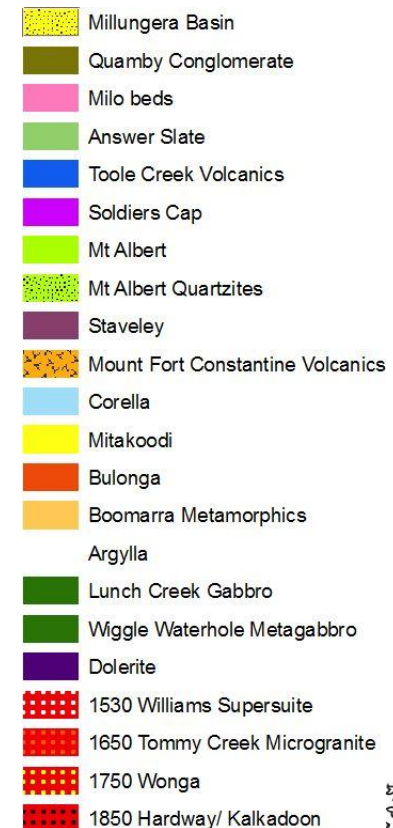 Millungera Basin
Quamby Conglomerate
Milo beds
Answer Slate
Toole Creek Volcanics
Soldiers Cap
Mt Albert
Mt Albert Quartzites
Staveley
Mount Fort Constantine Volcanics
Corella
Mitakoodi
Bulonga
Boomarra Metamorphics
Argylla
Lunch Creek Gabbro
Wiggle Waterhole Metagabbro
Dolerite
1530 Williams Supersuite
1650 Tommy Creek Microgranite
1750 Wonga
1850 Hardway/ Kalkadoon